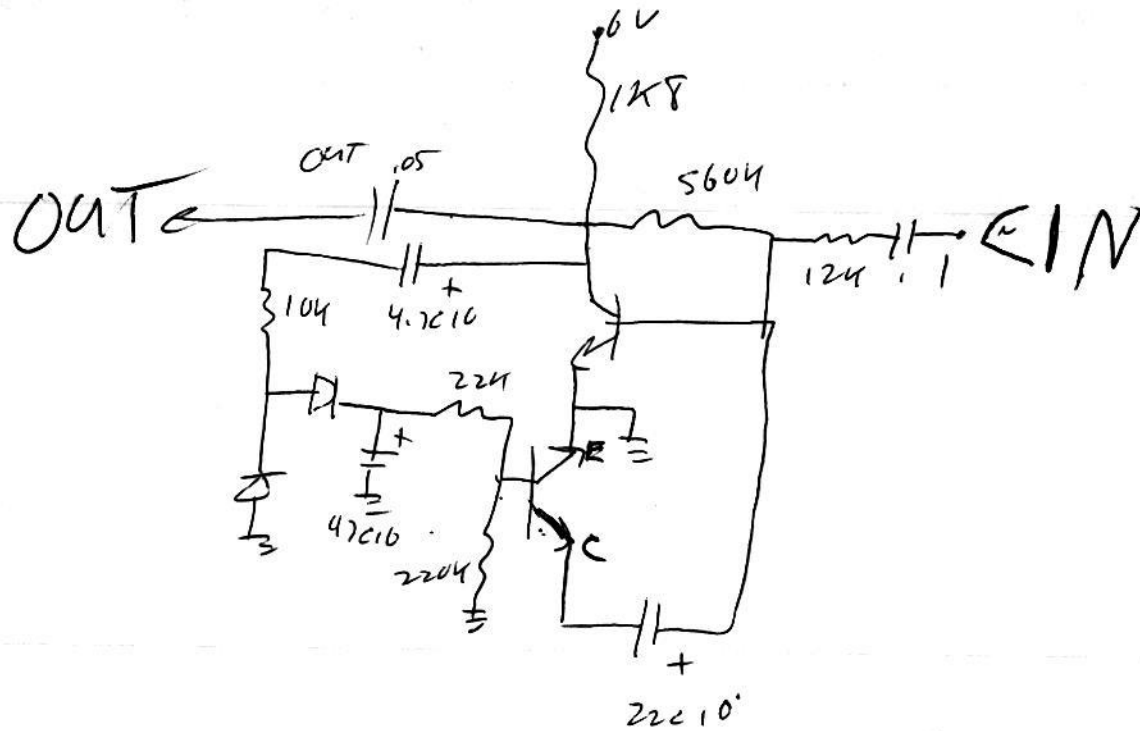 6V
1K8
OUT .05
560K
OUT
IN
12K
.1
10K
+
4.7C10
22K
+
E
47C10
C
220K
+
22C10